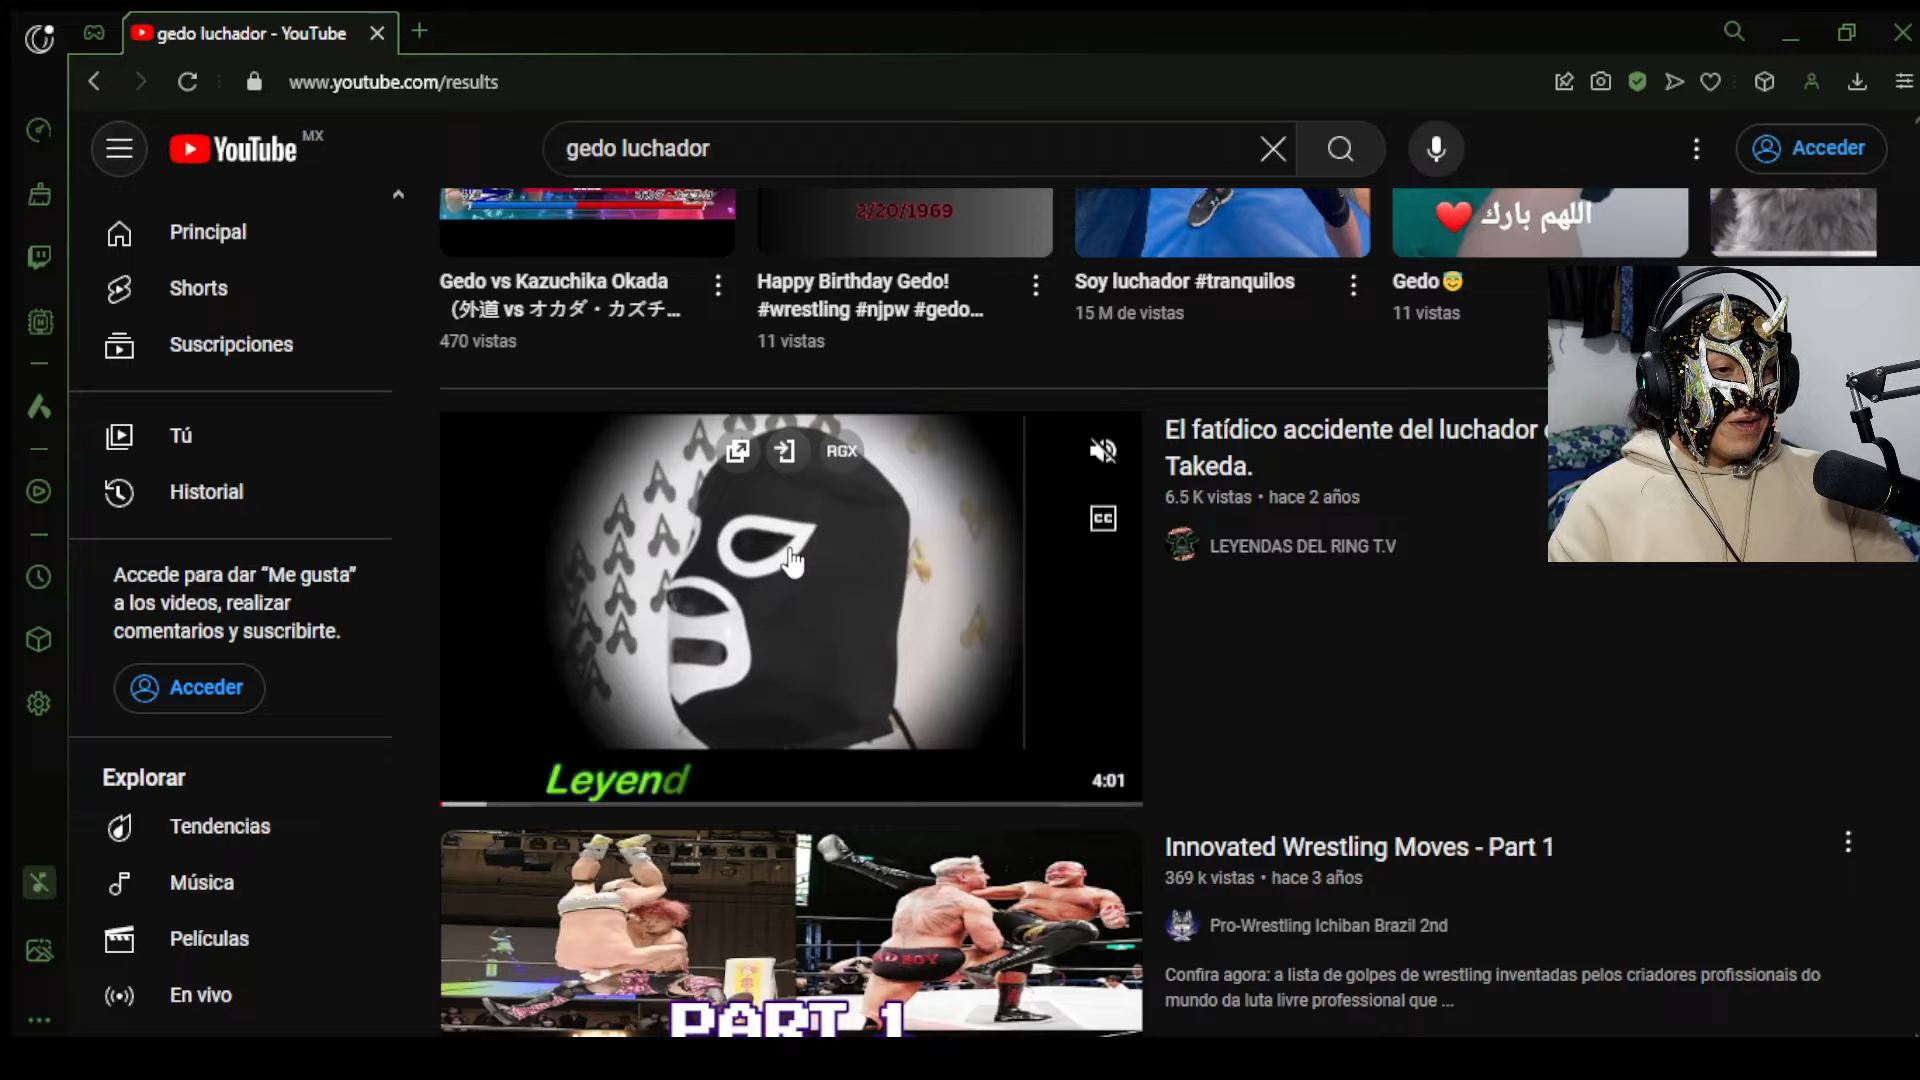 gedo luchador - YouTube
www.youtube.com/results
YouTube MX
gedo luchador
Acceder
Principal
Shorts
Suscripciones
Tú
Historial
Accede para dar “Me gusta”
a los videos, realizar
comentarios y suscribirte.
Acceder
Explorar
Tendencias
Música
Películas
En vivo
2/20/1969
اللهم بارك
Gedo vs Kazuchika Okada
（外道 vs オカダ・カズチ...
470 vistas
Happy Birthday Gedo!
#wrestling #njpw #gedo...
11 vistas
Soy luchador #tranquilos
15 M de vistas
Gedo😇
11 vistas
RGX
CC
Leyend
4:01
El fatídico accidente del luchador
Takeda.
6.5 K vistas • hace 2 años
LEYENDAS DEL RING T.V
BOY
PART 1
Innovated Wrestling Moves - Part 1
369 k vistas • hace 3 años
Pro-Wrestling Ichiban Brazil 2nd
Confira agora: a lista de golpes de wrestling inventadas pelos criadores profissionais do
mundo da luta livre professional que ...